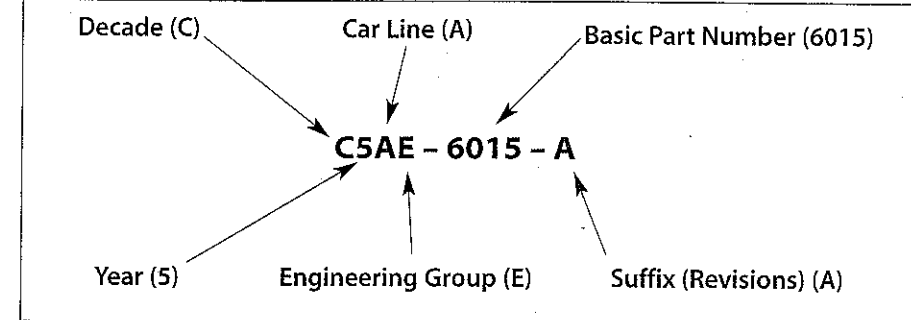 Decade (C)
Car Line (A)
Basic Part Number (6015)
C5AE – 6015 – A
Year (5)
Engineering Group (E)
Suffix (Revisions) (A)